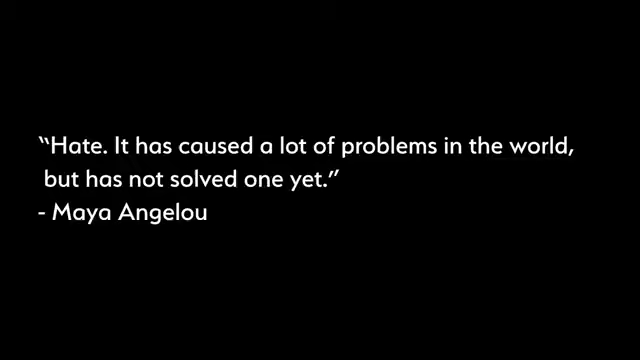 “Hate. It has caused a lot of problems in the world,
but has not solved one yet.”
- Maya Angelou